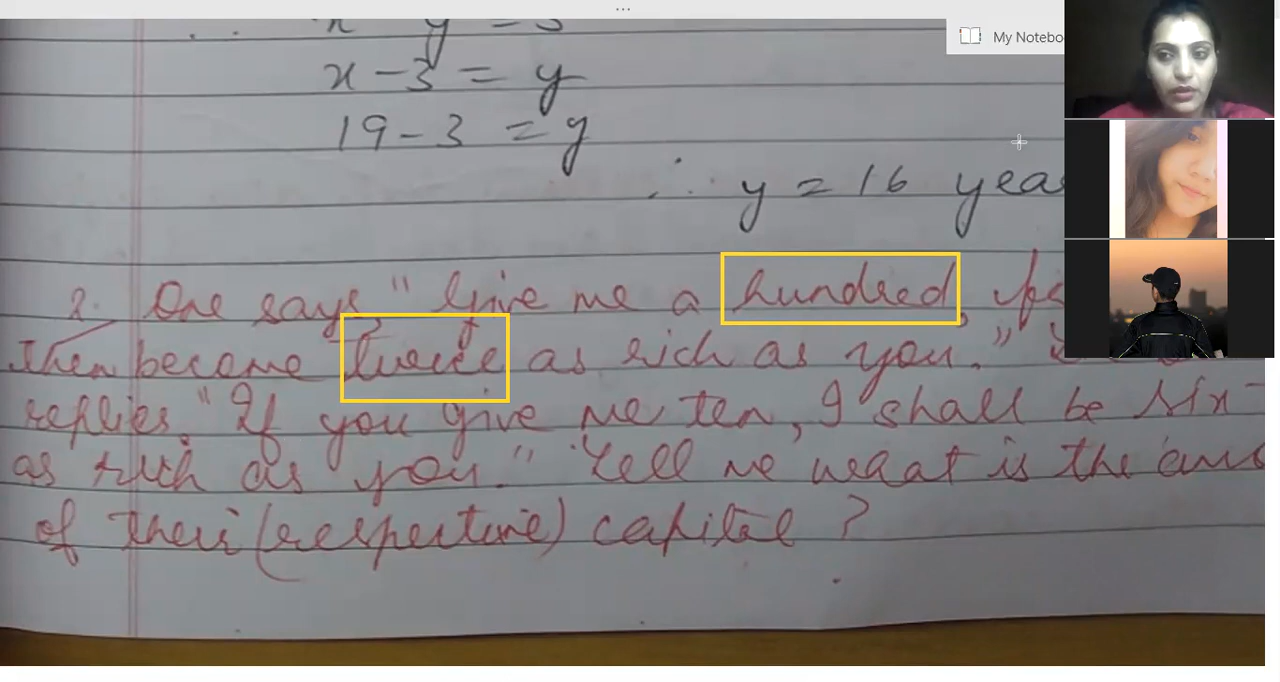 x - 3 = y
19 - 3 = y
∴ y = 16
My Notebo
2. One says, "Give me a hundred,
then become twice as rich as you."
replies, "If you give me ten, I shall be six-
as rich as you." Tell me what is the
of their (respective) capital ?